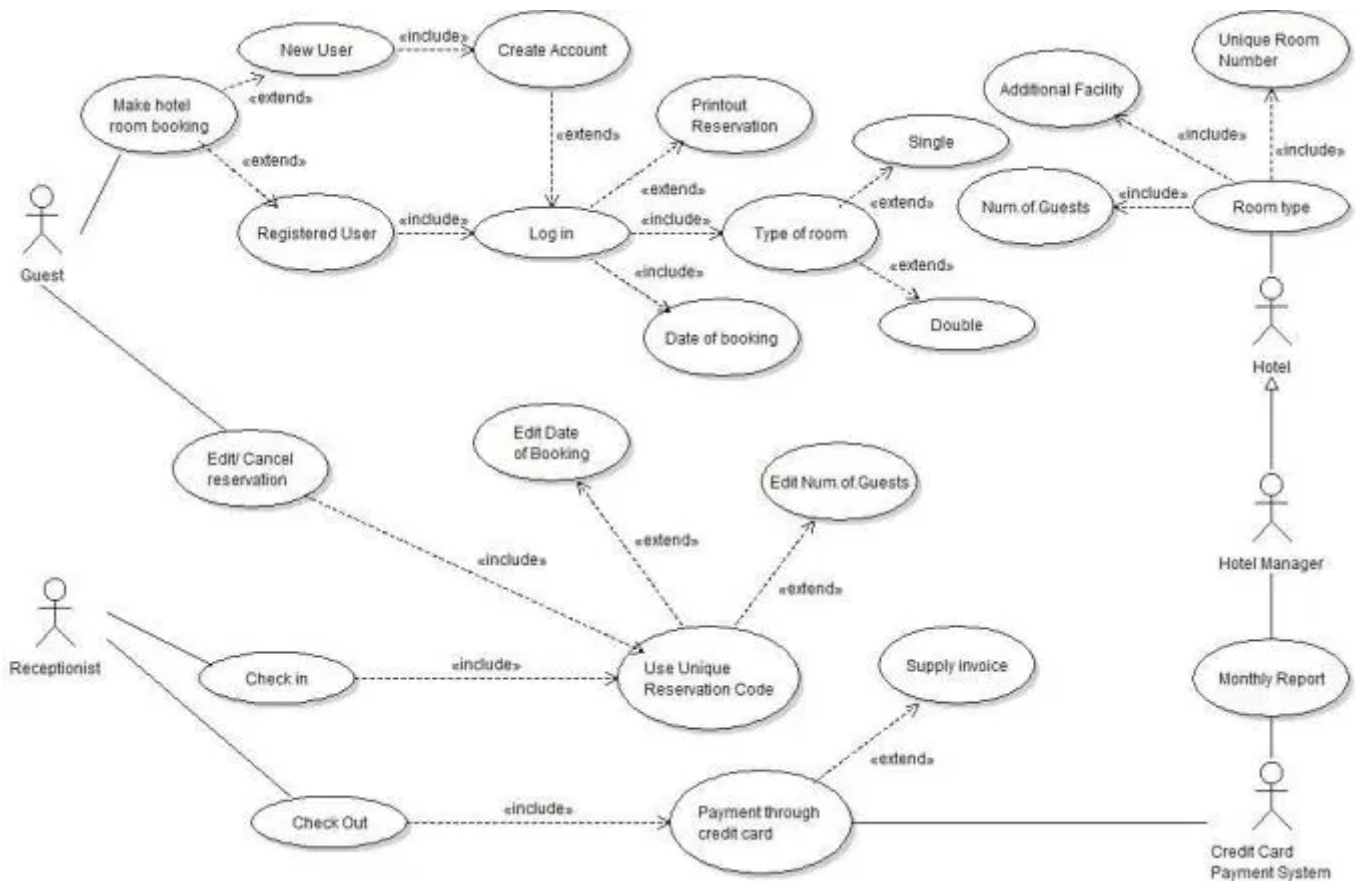 New User
«include»
Create Account
Unique Room
Number
Make hotel
room booking
«extend»
Printout
Reservation
Additional Facility
«extend»
Single
«include»
«include»
«extend»
«extend»
«extend»
Registered User
«include»
Log in
«include»
Type of room
Num.of.Guests
«include»
Room type
Guest
«include»
«extend»
Date of booking
Double
Hotel
Edit/ Cancel
reservation
Edit Date
of Booking
Edit Num.of.Guests
«include»
«extend»
«extend»
Hotel Manager
Receptionist
Check in
«include»
Use Unique
Reservation Code
Supply invoice
Monthly Report
«extend»
Check Out
«include»
Payment through
credit card
Credit Card
Payment System